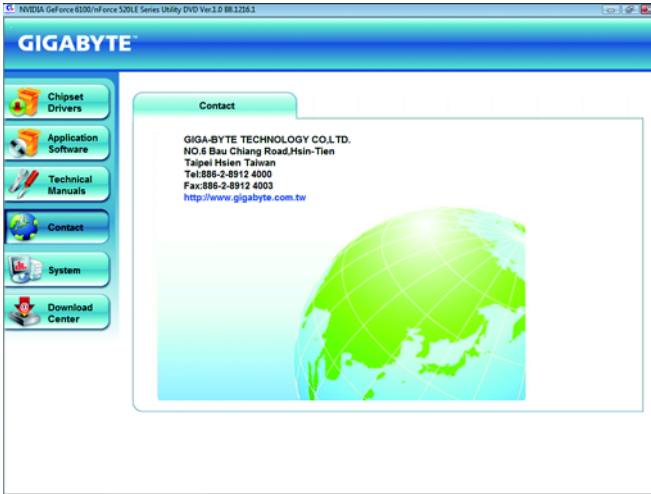 NVIDIA GeForce 6100/nForce 520LE Series Utility DVD Ver.1.0 B8.1216.1
GIGABYTE™
Chipset
Drivers
Application
Software
Technical
Manuals
Contact
System
Download
Center
Contact
GIGA-BYTE TECHNOLOGY CO,LTD.
NO.6 Bau Chiang Road,Hsin-Tien
Taipei Hsien Taiwan
Tel:886-2-8912 4000
Fax:886-2-8912 4003
http://www.gigabyte.com.tw